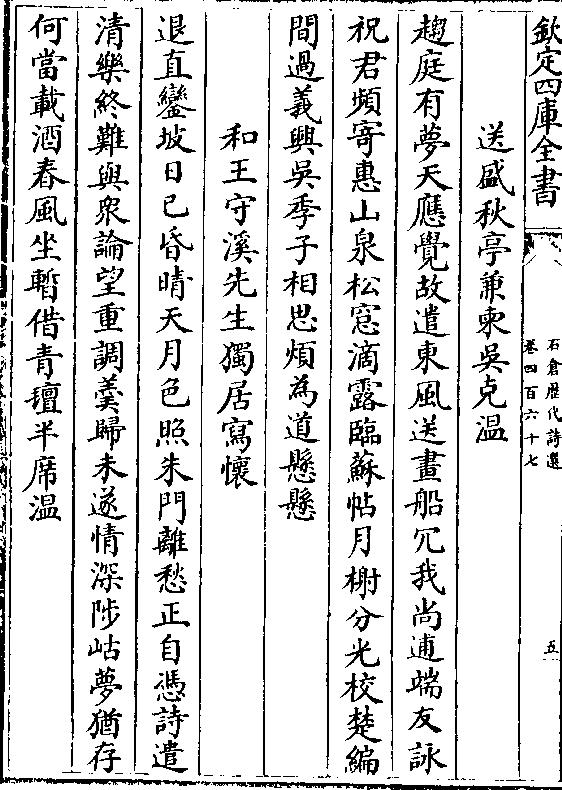 欽定四庫全書
石倉歴代詩選
卷四百六十七
五
送盛秋亭兼柬吳克温
趨庭有夢天應覺故遣東風送畫船冗我尚逋端友詠
祝君頻寄惠山泉松窓滴露臨蘇帖月榭分光校楚編
間過義興吳季子相思煩為道懸懸
和王守溪先生獨居寫懷
退直鑾坡日已昏晴天月色照朱門離愁正自憑詩遣
清樂終難與衆論望重調羮歸未遂情深陟岵夢猶存
何當載酒春風坐暫借青氊半席温